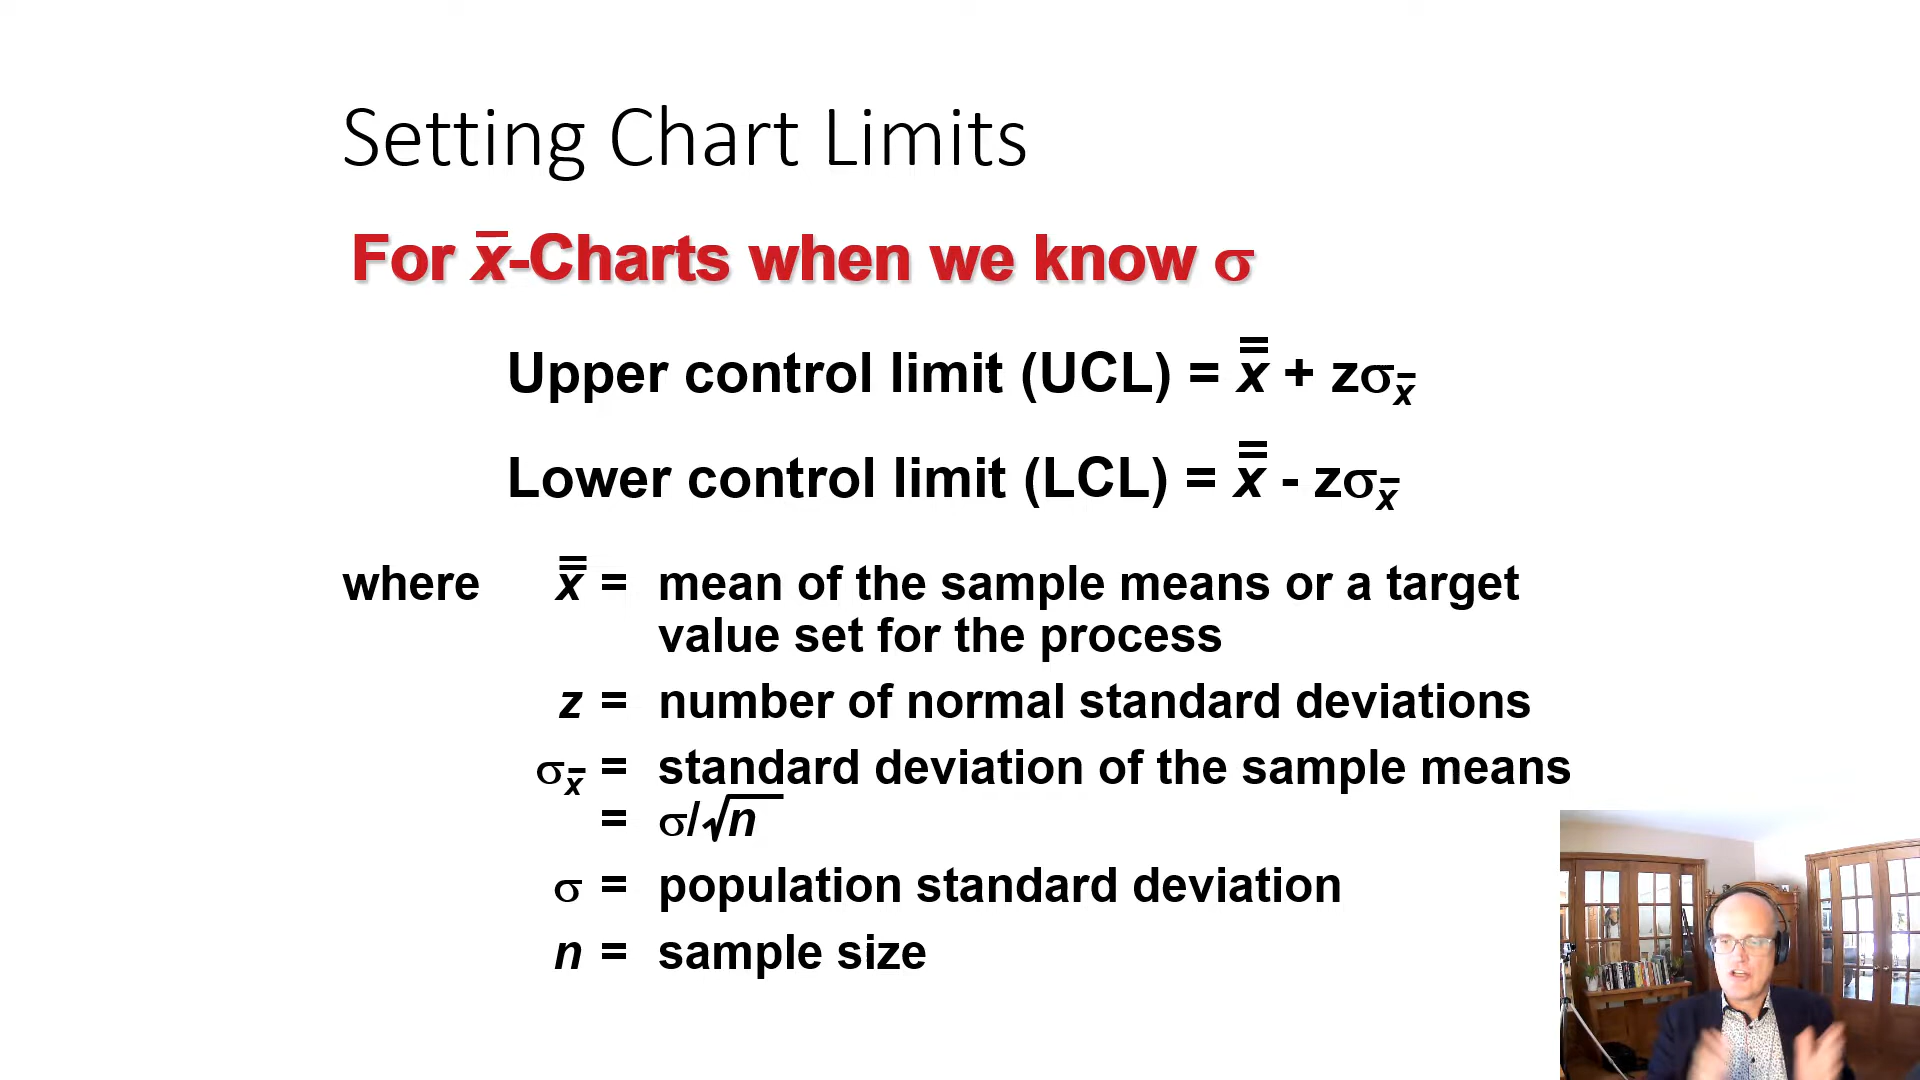 Setting Chart Limits
For x̅-Charts when we know σ
Upper control limit (UCL) = x̿ + zσx̅
Lower control limit (LCL) = x̿ - zσx̅
where x̿ = mean of the sample means or a target
value set for the process
z = number of normal standard deviations
σx̅ = standard deviation of the sample means
= σ/√n
σ = population standard deviation
n = sample size